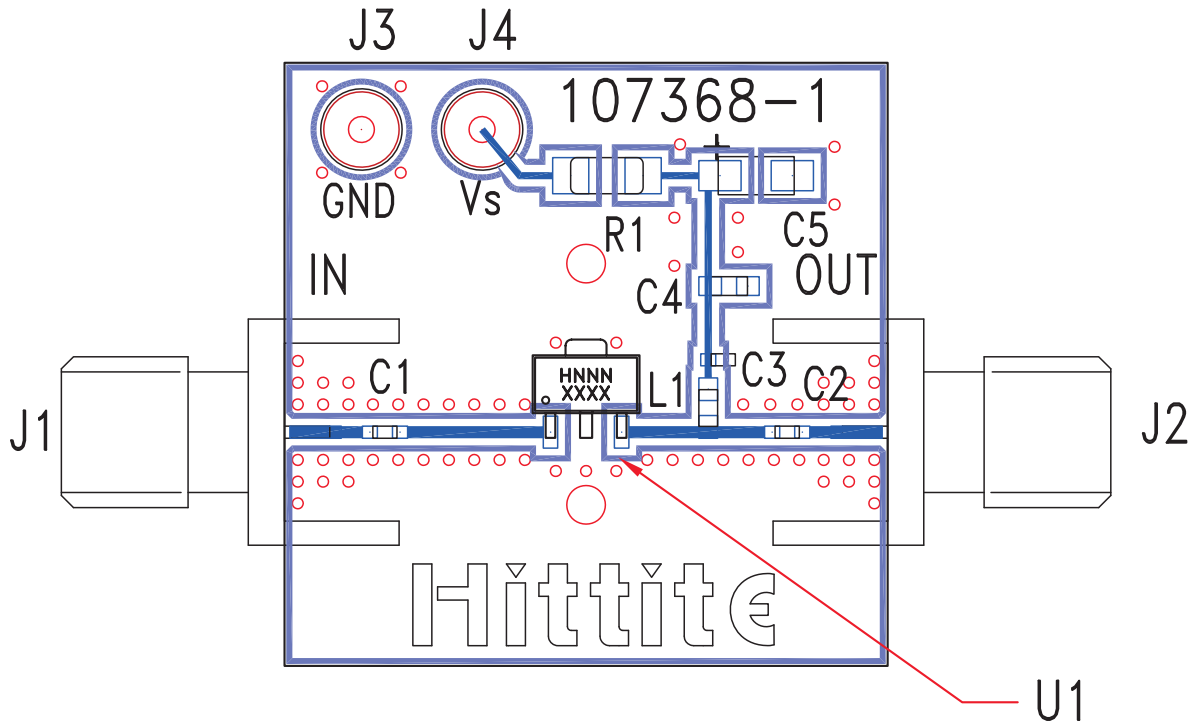 J3 J4
107368-1
GND Vs
R1 C5
IN C4 OUT
C1 HNNN L1 C3 C2
XXXX
J1 J2
Hittite
U1